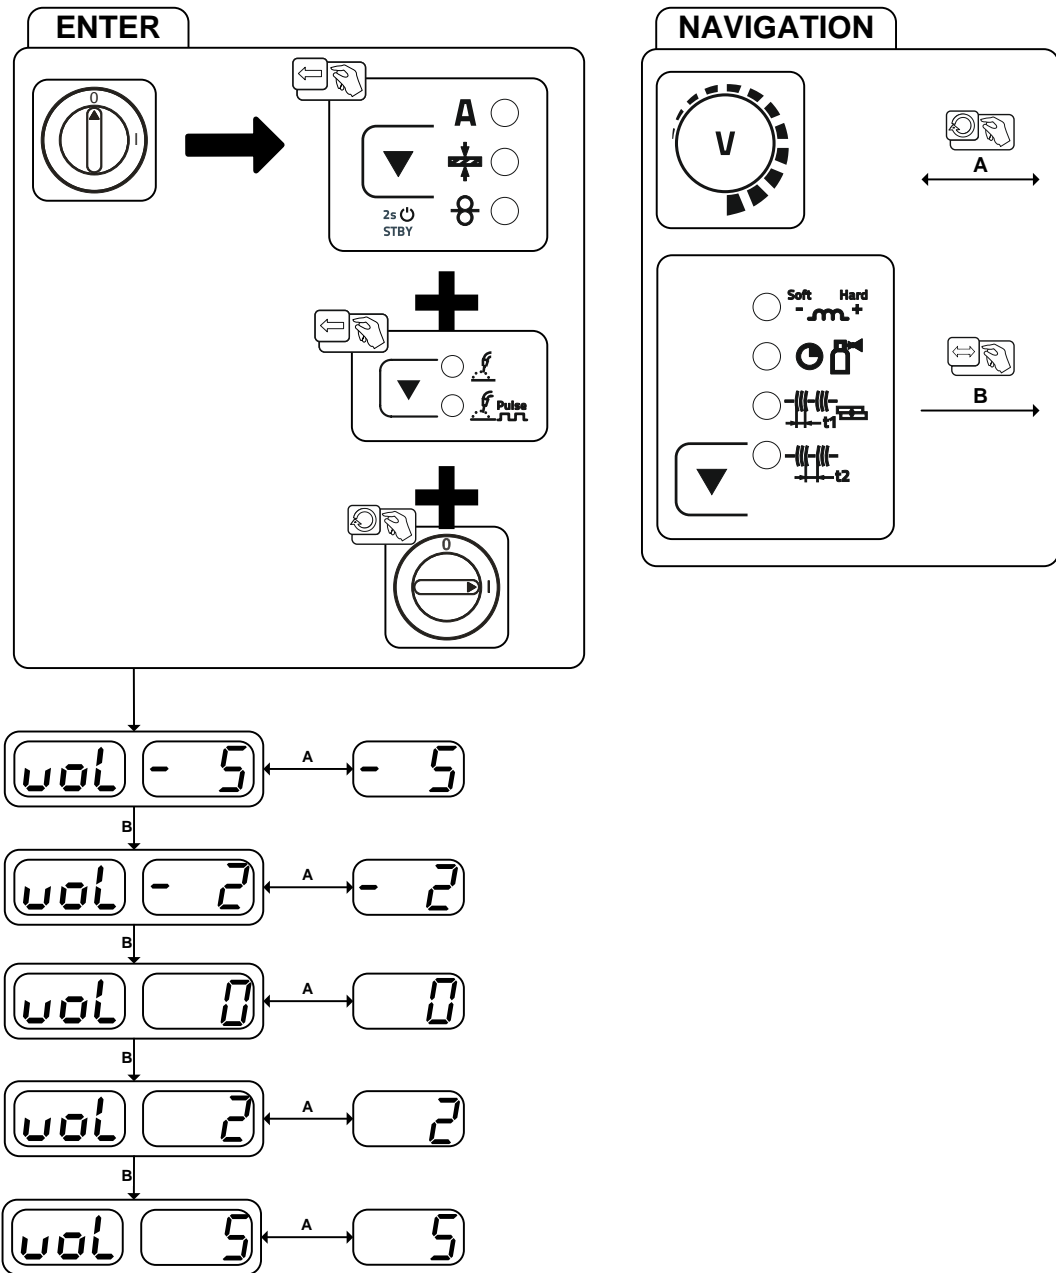 ENTER
0
I
A
2s
STBY
Pulse
0
I
NAVIGATION
V
A
Soft Hard
- +
t1
t2
B
voL - 5 A - 5
B
voL - 2 A - 2
B
voL 0 A 0
B
voL 2 A 2
B
voL 5 A 5